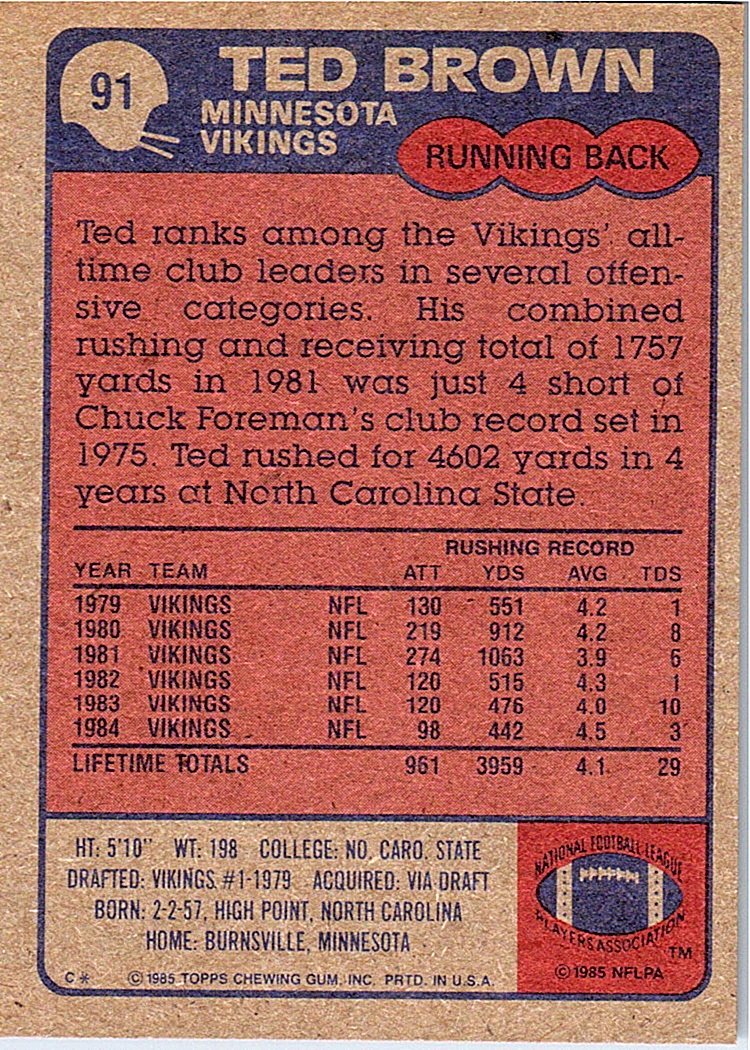 91
TED BROWN
MINNESOTA
VIKINGS
RUNNING BACK
Ted ranks among the Vikings' all-
time club leaders in several offen-
sive categories. His combined
rushing and receiving total of 1757
yards in 1981 was just 4 short of
Chuck Foreman's club record set in
1975. Ted rushed for 4602 yards in 4
years at North Carolina State.
RUSHING RECORD
YEAR TEAM ATT YDS AVG TDS
1979 VIKINGS NFL 130 551 4.2 1
1980 VIKINGS NFL 219 912 4.2 8
1981 VIKINGS NFL 274 1063 3.9 6
1982 VIKINGS NFL 120 515 4.3 1
1983 VIKINGS NFL 120 476 4.0 10
1984 VIKINGS NFL 98 442 4.5 3
LIFETIME TOTALS 961 3959 4.1 29
HT: 5'10" WT: 198 COLLEGE: NO. CARO. STATE
DRAFTED: VIKINGS #1-1979 ACQUIRED: VIA DRAFT
BORN: 2-2-57, HIGH POINT, NORTH CAROLINA
HOME: BURNSVILLE, MINNESOTA
C* © 1985 TOPPS CHEWING GUM, INC. PRTD. IN U.S.A.
NATIONAL FOOTBALL LEAGUE
PLAYERS ASSOCIATION
TM
© 1985 NFLPA